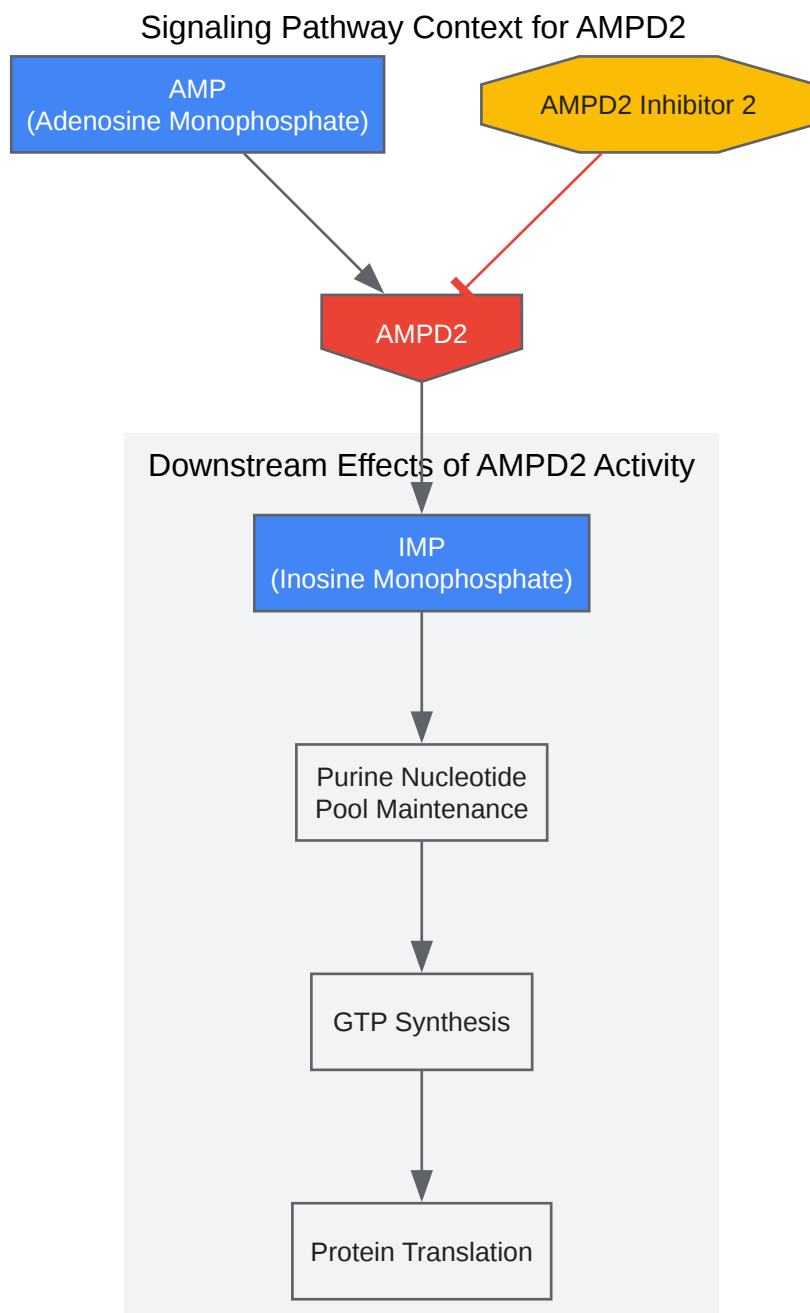 Signaling Pathway Context for AMPD2
AMP
(Adenosine Monophosphate)
AMPD2 Inhibitor 2
AMPD2
Downstream Effects of AMPD2 Activity
IMP
(Inosine Monophosphate)
Purine Nucleotide
Pool Maintenance
GTP Synthesis
Protein Translation